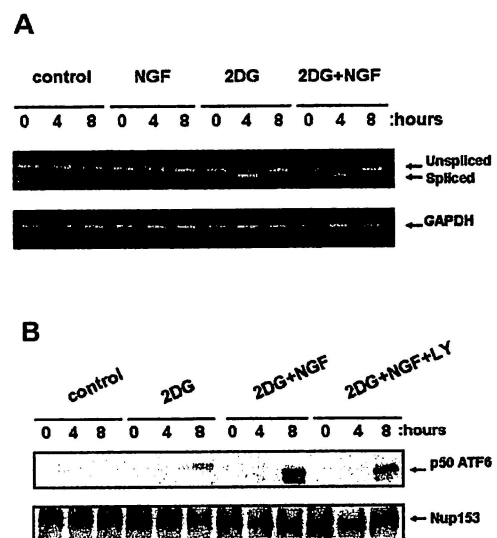 A
control NGF 2DG 2DG+NGF
0 4 8 0 4 8 0 4 8 0 4 8 :hours
Unspliced
Spliced
GAPDH
B
control 2DG 2DG+NGF 2DG+NGF+LY
0 4 8 0 4 8 0 4 8 0 4 8 :hours
p50 ATF6
Nup153